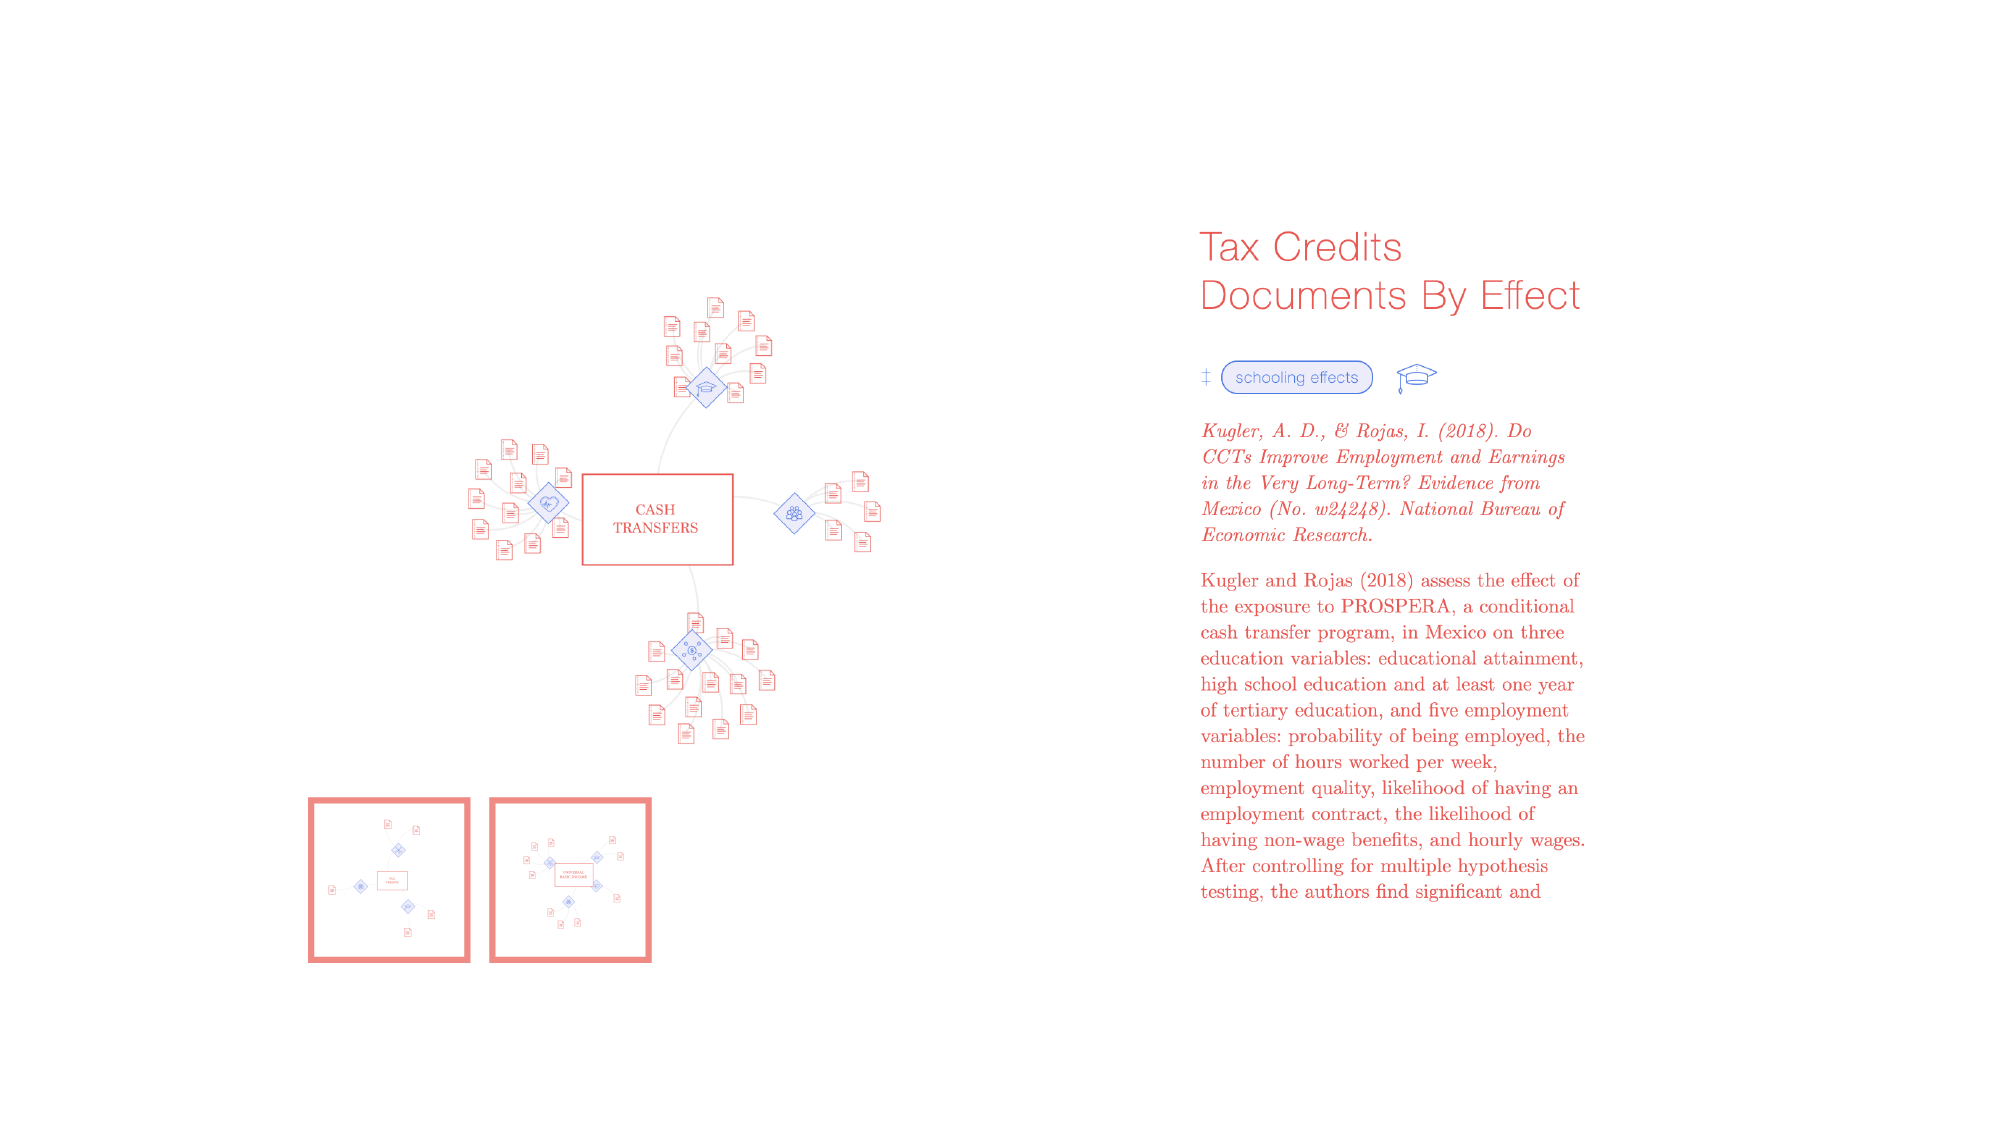 Tax Credits
Documents By Effect
‡ schooling effects
Kugler, A. D., & Rojas, I. (2018). Do
CCTs Improve Employment and Earnings
in the Very Long-Term? Evidence from
Mexico (No. w24248). National Bureau of
Economic Research.
Kugler and Rojas (2018) assess the effect of
the exposure to PROSPERA, a conditional
cash transfer program, in Mexico on three
education variables: educational attainment,
high school education and at least one year
of tertiary education, and five employment
variables: probability of being employed, the
number of hours worked per week,
employment quality, likelihood of having an
employment contract, the likelihood of
having non-wage benefits, and hourly wages.
After controlling for multiple hypothesis
testing, the authors find significant and
CASH
TRANSFERS
TAX
CREDITS
UNIVERSAL
BASIC INCOME